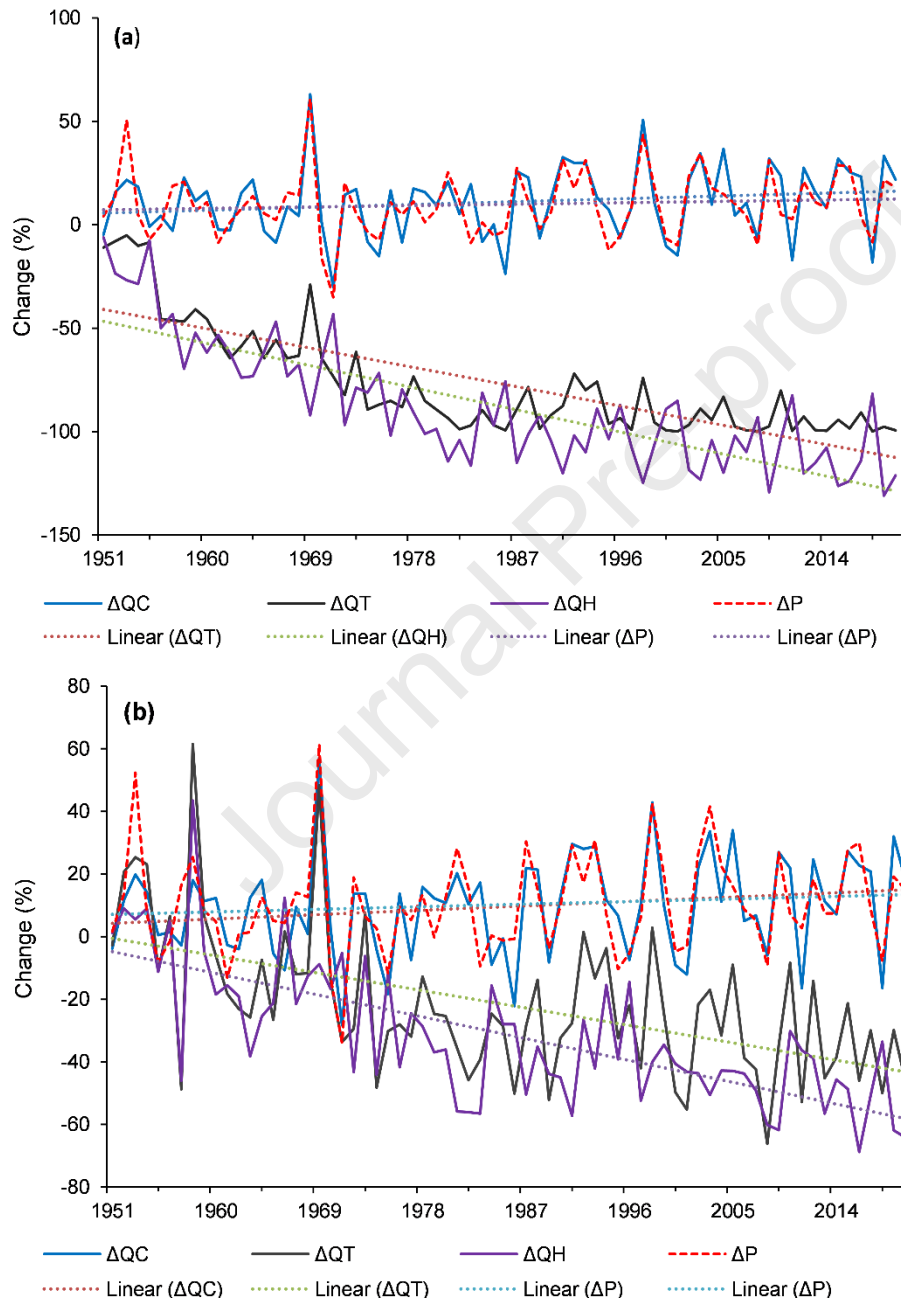 (a)
100
50
0
-50
-100
-150
Change (%)
1951 1960 1969 1978 1987 1996 2005 2014
ΔQC ΔQT ΔQH ΔP
Linear (ΔQT) Linear (ΔQH) Linear (ΔP) Linear (ΔP)
Journal Pre-proof
(b)
80
60
40
20
0
-20
-40
-60
-80
Change (%)
1951 1960 1969 1978 1987 1996 2005 2014
ΔQC ΔQT ΔQH ΔP
Linear (ΔQC) Linear (ΔQT) Linear (ΔP) Linear (ΔP)